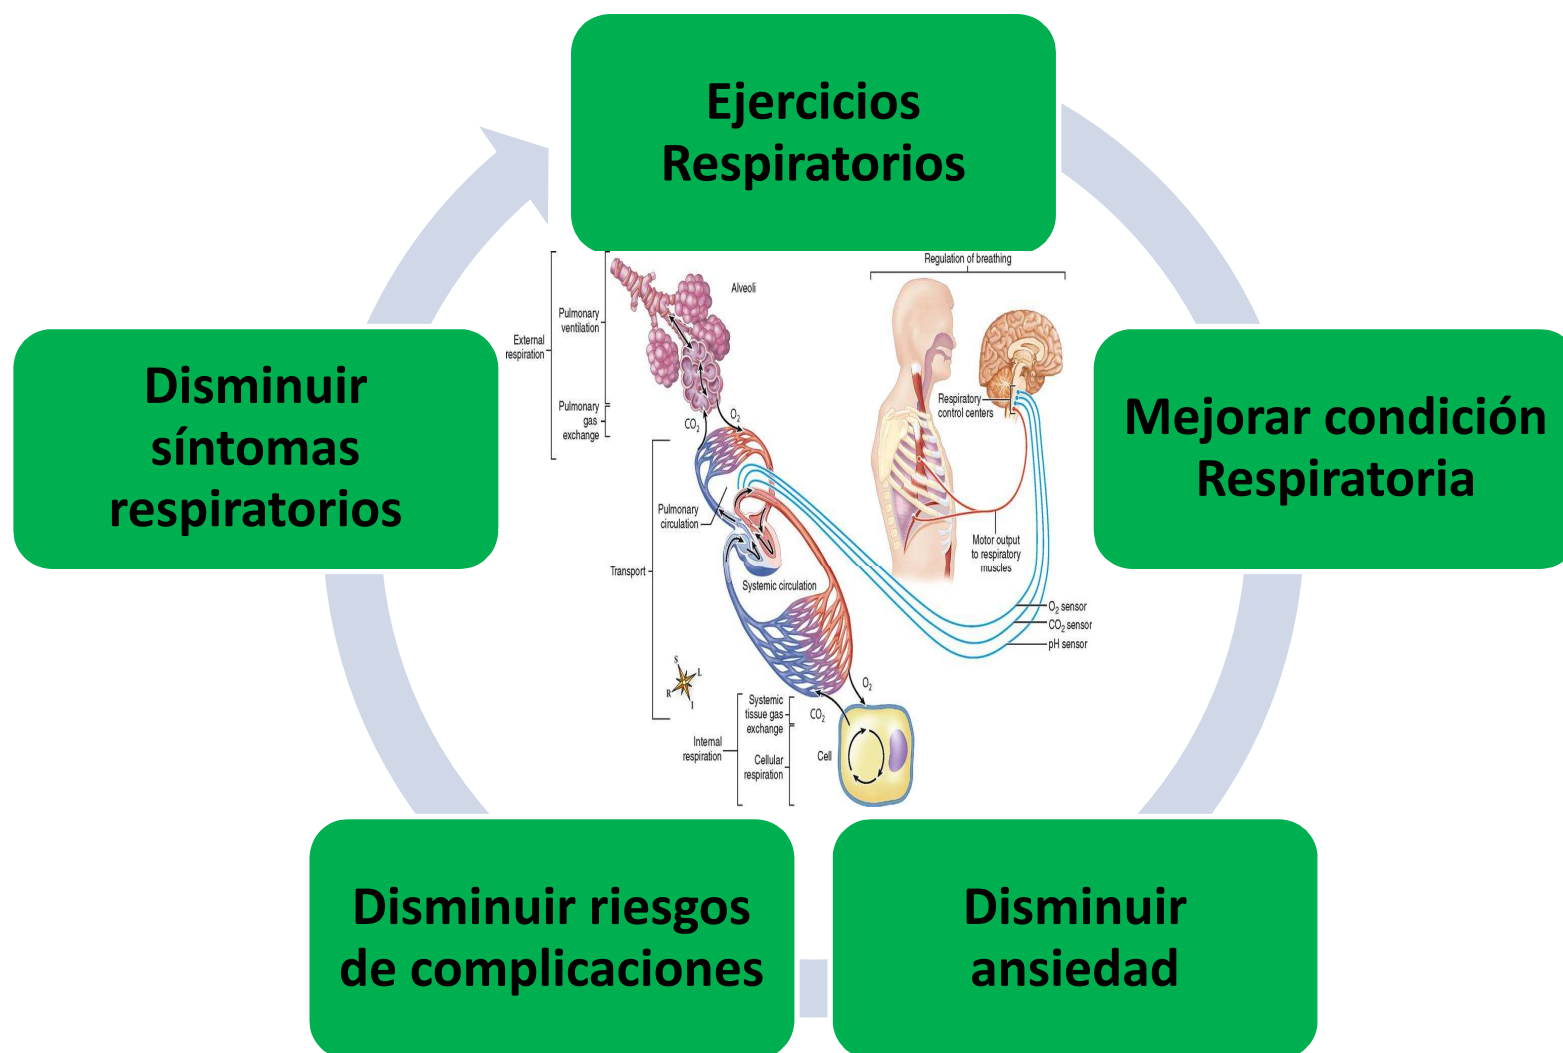 Ejercicios
Respiratorios
Mejorar condición
Respiratoria
Disminuir
ansiedad
Disminuir riesgos
de complicaciones
Disminuir
síntomas
respiratorios
Regulation of breathing
Alveoli
Pulmonary
ventilation
External
respiration
Pulmonary
gas
exchange
CO2
O2
Respiratory
control centers
Pulmonary
circulation
Motor output
to respiratory
muscles
Transport
Systemic circulation
O2 sensor
CO2 sensor
pH sensor
S
L
R
I
O2
CO2
Systemic
tissue gas
exchange
Internal
respiration
Cellular
respiration
Cell